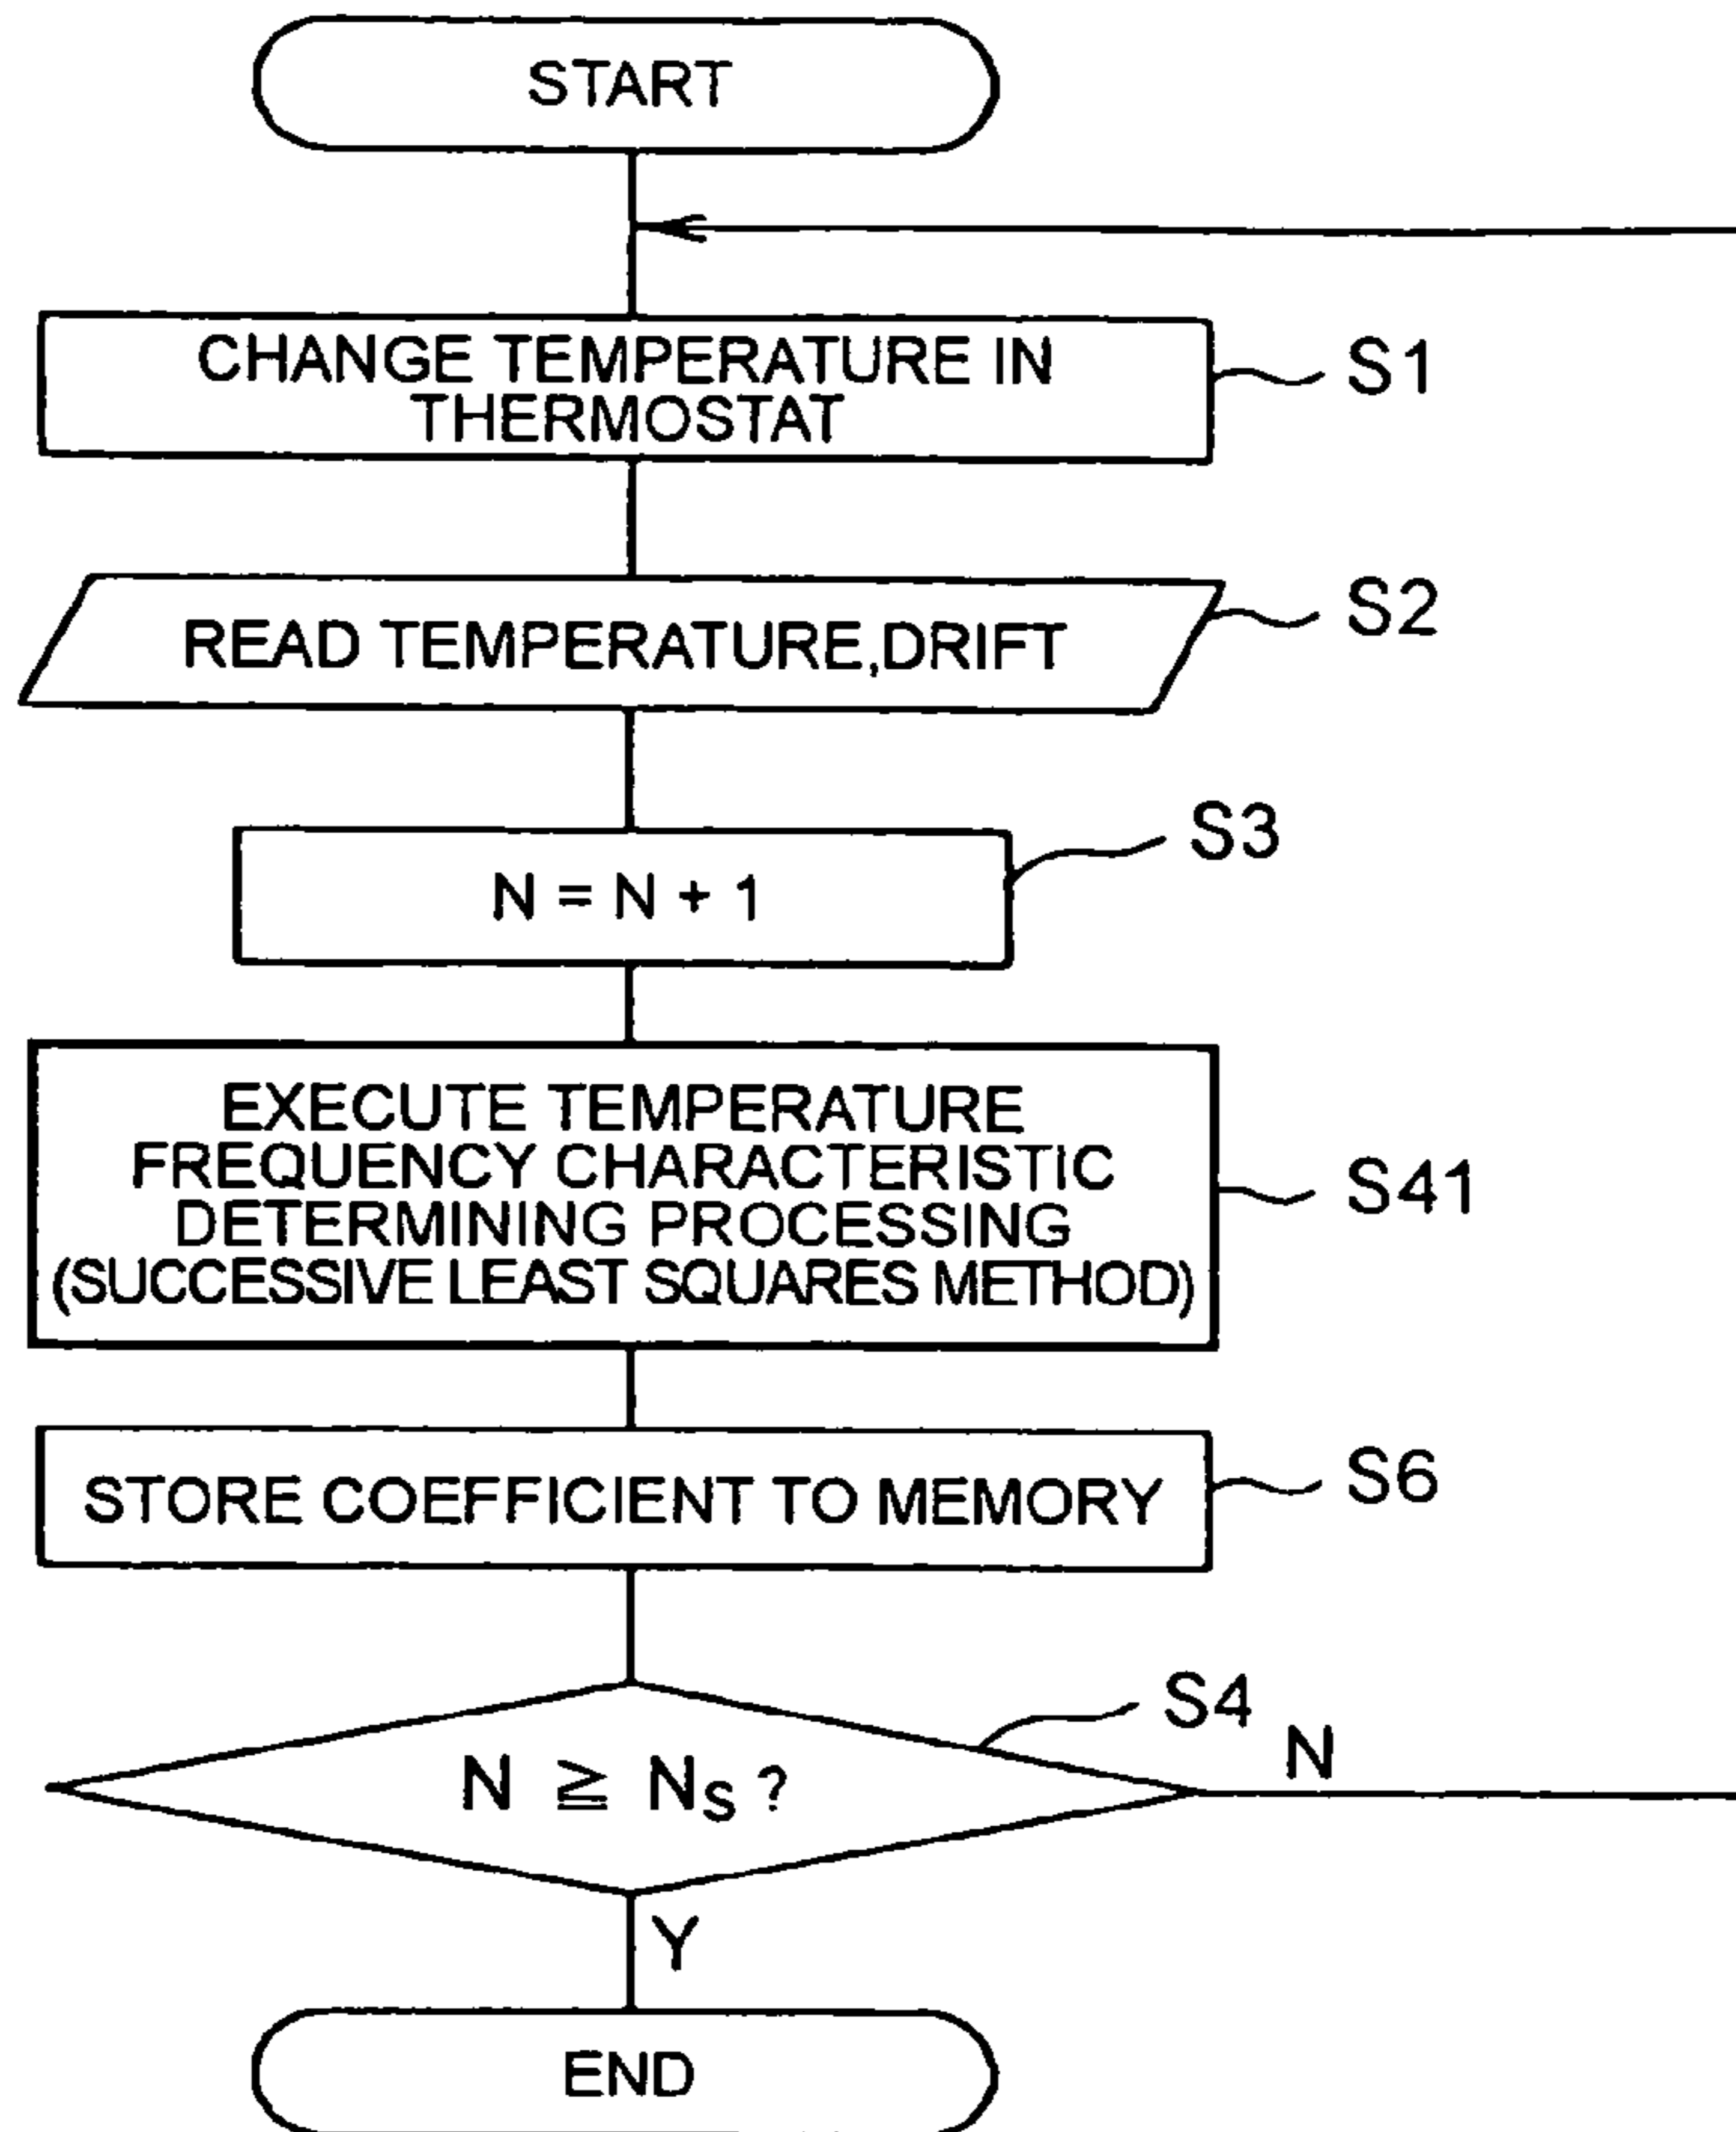 START
CHANGE TEMPERATURE IN
THERMOSTAT
S1
READ TEMPERATURE,DRIFT
S2
N = N + 1
S3
EXECUTE TEMPERATURE
FREQUENCY CHARACTERISTIC
DETERMINING PROCESSING
(SUCCESSIVE LEAST SQUARES METHOD)
S41
STORE COEFFICIENT TO MEMORY
S6
N ≧ NS ?
S4
N
Y
END